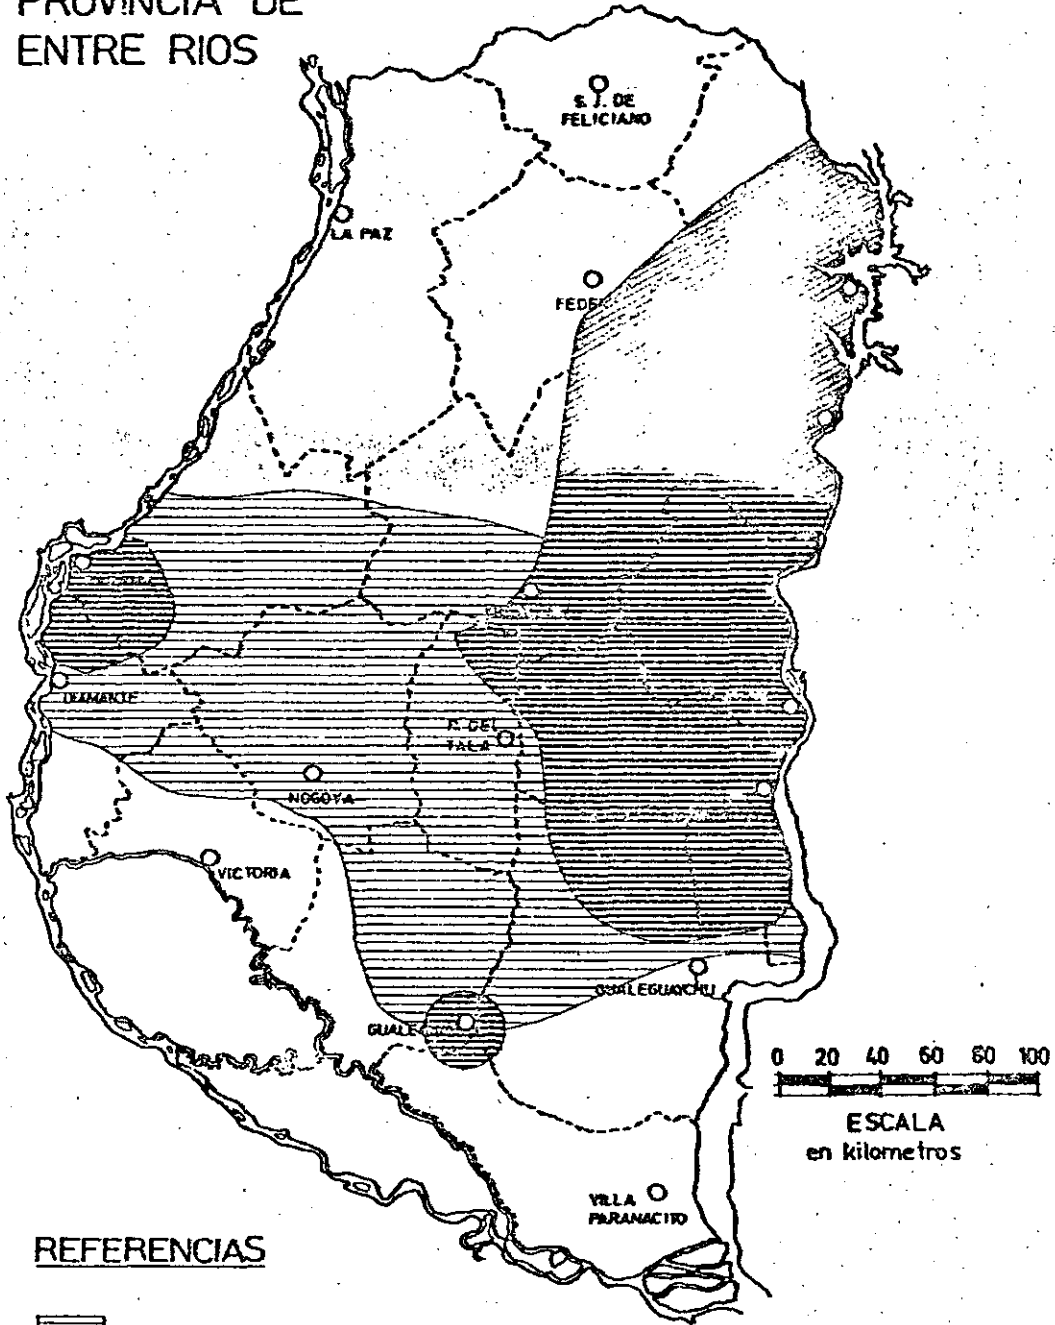 PROVINCIA DE
ENTRE RIOS
S. J. DE
FELICIANO
LA PAZ
DIAMANTE
R. DEL
TALA
NOGOYA
VICTORIA
GUALEGUAYCHU
0 20 40 60 80 100
ESCALA
en kilometros
VILLA
PARANACITO
REFERENCIAS